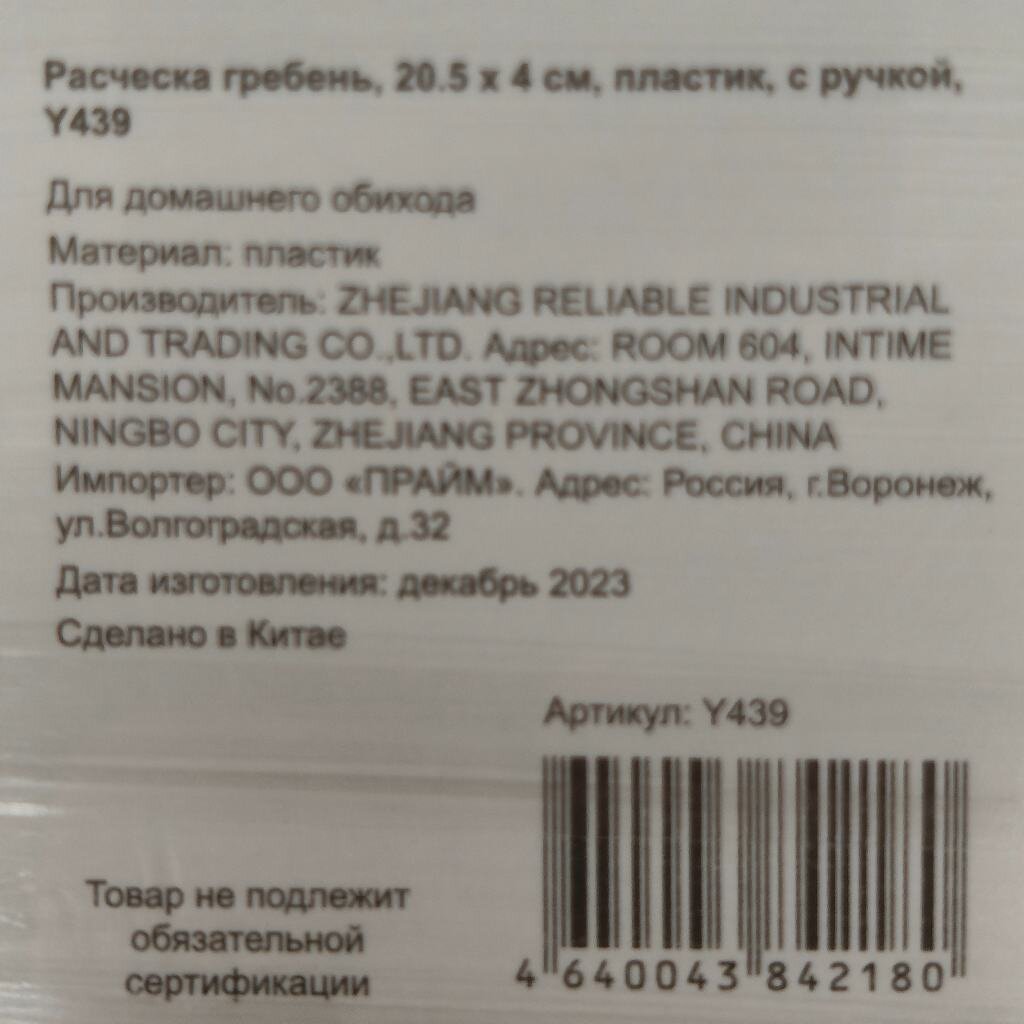 Расческа гребень, 20.5 х 4 см, пластик, с ручкой,
Y439
Для домашнего обихода
Материал: пластик
Производитель: ZHEJIANG RELIABLE INDUSTRIAL
AND TRADING CO.,LTD. Адрес: ROOM 604, INTIME
MANSION, No.2388, EAST ZHONGSHAN ROAD,
NINGBO CITY, ZHEJIANG PROVINCE, CHINA
Импортер: ООО «ПРАЙМ». Адрес: Россия, г.Воронеж,
ул.Волгоградская, д.32
Дата изготовления: декабрь 2023
Сделано в Китае
Артикул: Y439
Товар не подлежит
обязательной
сертификации
4 640043 842180